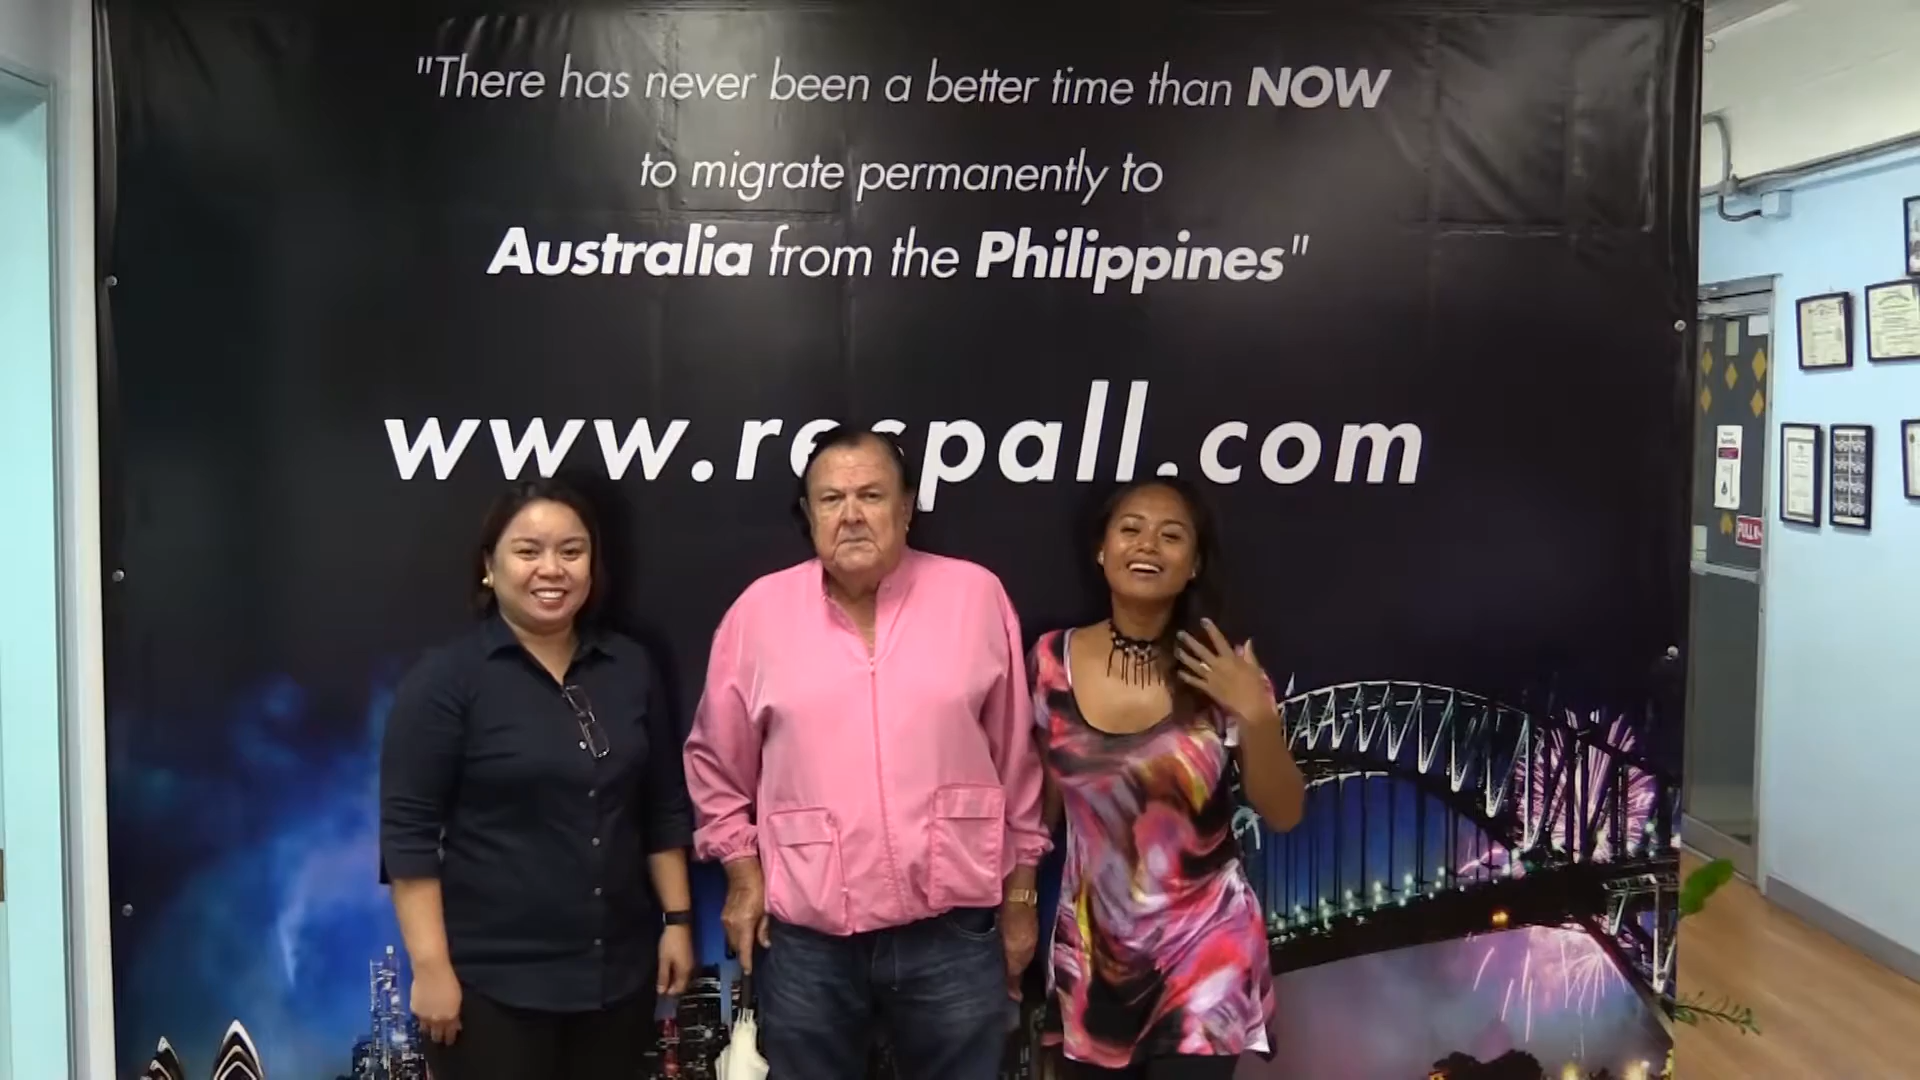 "There has never been a better time than NOW
to migrate permanently to
Australia from the Philippines"
www.respall.com
PULL